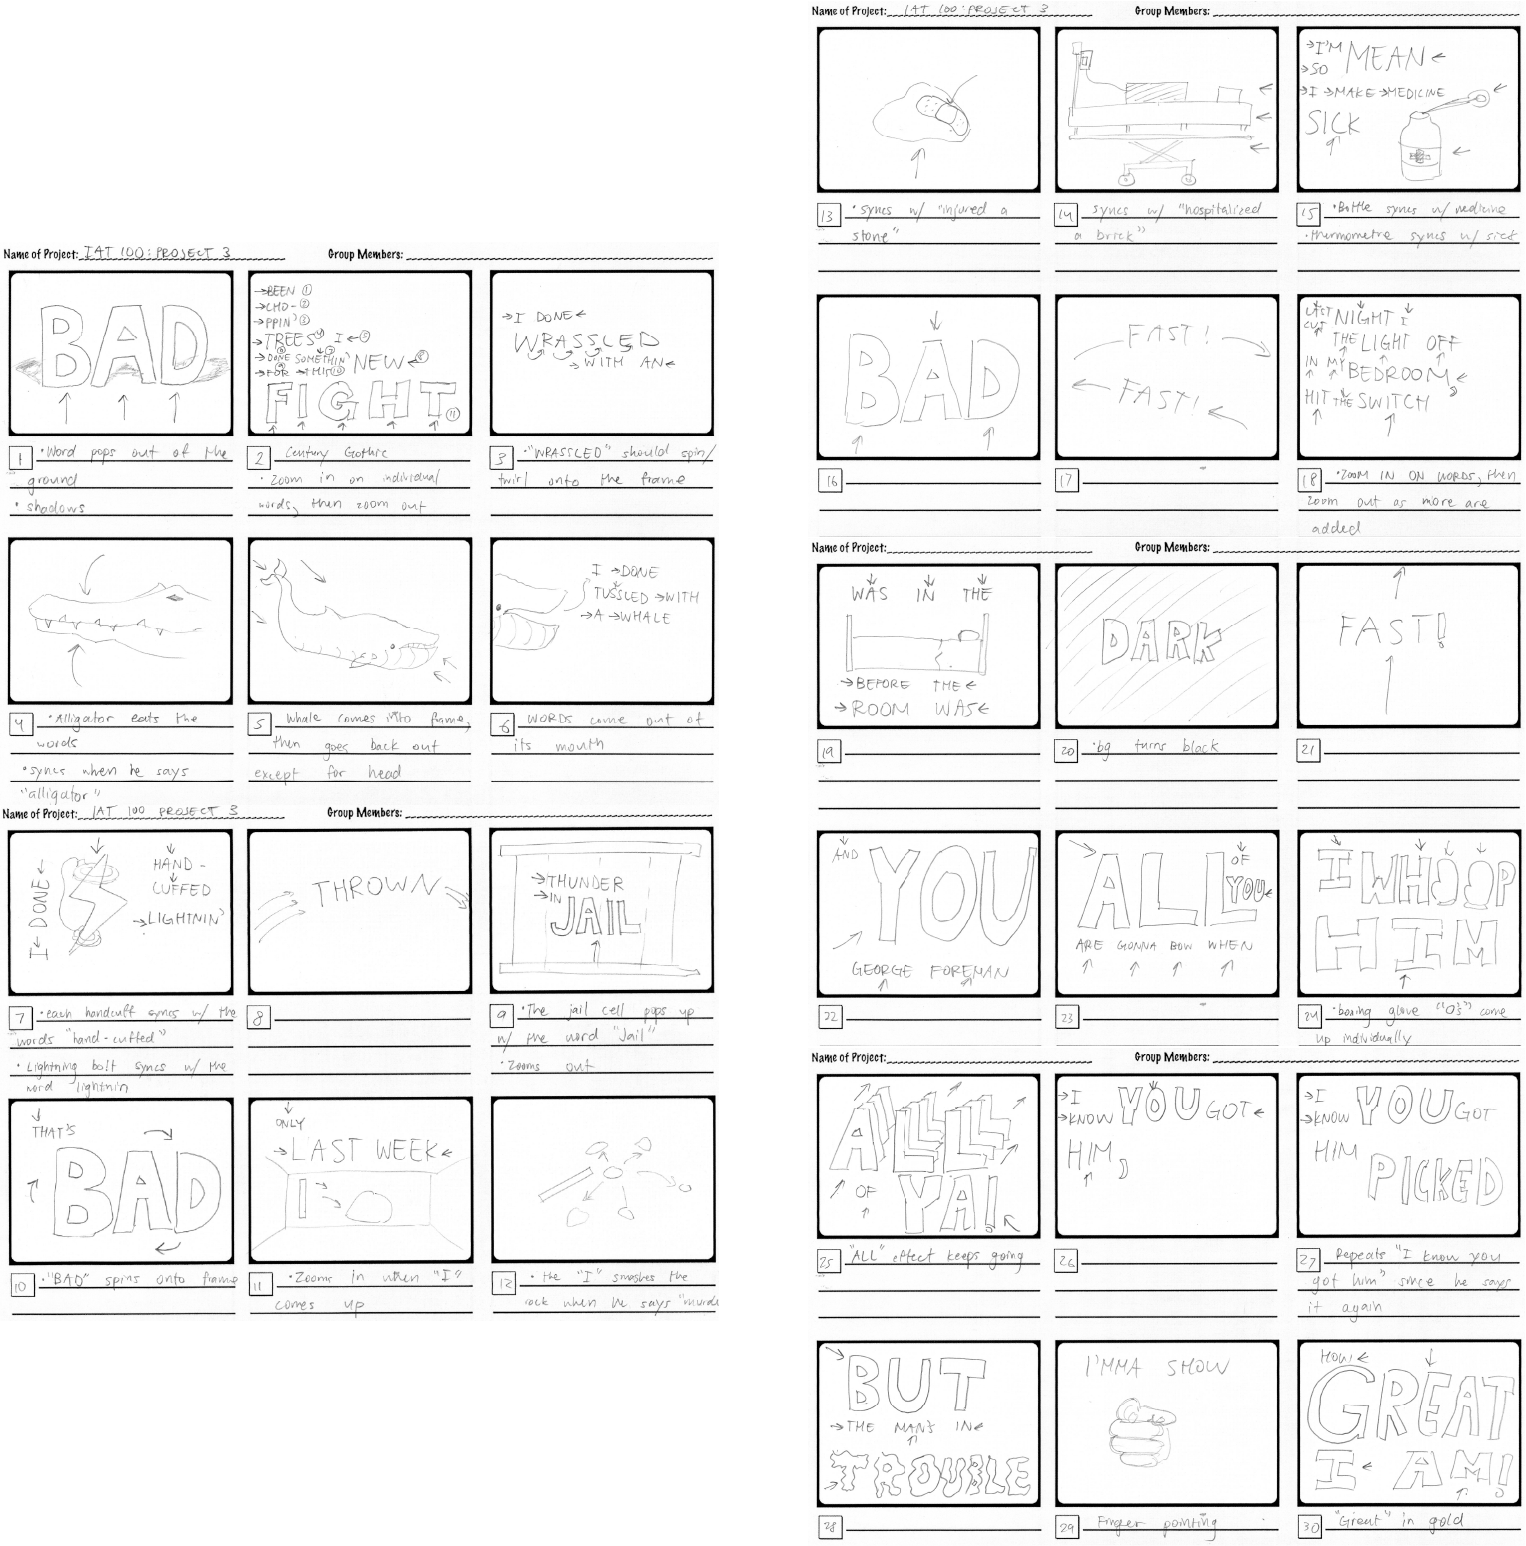 Name of Project: IAT 100: PROJECT 3
Group Members:
BAD
1 • Word pops out of the
ground
• shadows
→BEEN ①
→CHO- ②
→PPIN' ③
→TREES ④ I ← ⑤
→DONE ⑥ SOMETHIN' ⑦ NEW ← ⑧
→FOR ⑨ →THIS ⑩
FIGHT ⑪
2 Century Gothic
• Zoom in on individual
words, then zoom out
→I DONE←
WRASSLED
→WITH AN←
3 • "WRASSLED" should spin/
twirl onto the frame
4 • Alligator eats the
words
• syncs when he says
"alligator"
5 Whale comes into frame,
then goes back out
except for head
I →DONE
TUSSLED →WITH
→A →WHALE
6 WORDS come out of
its mouth
Name of Project: IAT 100 PROJECT 3
Group Members:
I← DONE←
HAND-
CUFFED
→LIGHTNIN'
7 • each handcuff syncs w/ the
words "hand-cuffed"
• Lightning bolt syncs w/ the
word lightnin
THROWN
8
→THUNDER
→IN
JAIL
9 • The jail cell pops up
w/ the word "Jail"
• Zooms out
THAT'S
BAD
10 • "BAD" spins onto frame
ONLY
→LAST WEEK←
I
11 • Zooms in when "I"
comes up
12 • the "I" smashes the
rock when he says "murde
Name of Project: IAT 100: PROJECT 3
Group Members:
13 • syncs w/ "injured a
stone"
14 syncs w/ "hospitalized
a brick"
→I'M
→SO MEAN←
→I →MAKE →MEDICINE
SICK
15 • Bottle syncs w/ medicine
• thermometre syncs w/ sick
BAD
16
FAST!
FAST!
17
LAST NIGHT I
CUT THE LIGHT OFF
IN MY BEDROOM,←
HIT THE SWITCH
18 • ZOOM IN ON WORDS, then
zoom out as more are
added
Name of Project:
Group Members:
WAS IN THE
→BEFORE THE←
→ROOM WAS←
19
DARK
20 • bg turns black
FAST!
21
AND
YOU
GEORGE FOREMAN
22
ALL OF
YOU←
ARE GONNA BOW WHEN
23
I WHOOP
HIM
24 • boxing glove "O's" come
up individually
Name of Project:
Group Members:
ALL
OF YA!
25 "ALL" effect keeps going
→I
→KNOW YOU GOT←
HIM,
26
→I
→KNOW YOU GOT
HIM PICKED
27 Repeats "I know you
got him" since he says
it again
BUT
→THE MAN'S IN←
TROUBLE
28
I'MMA SHOW
29 Finger pointing
HOW←
GREAT
I← AM!
30 "Great" in gold